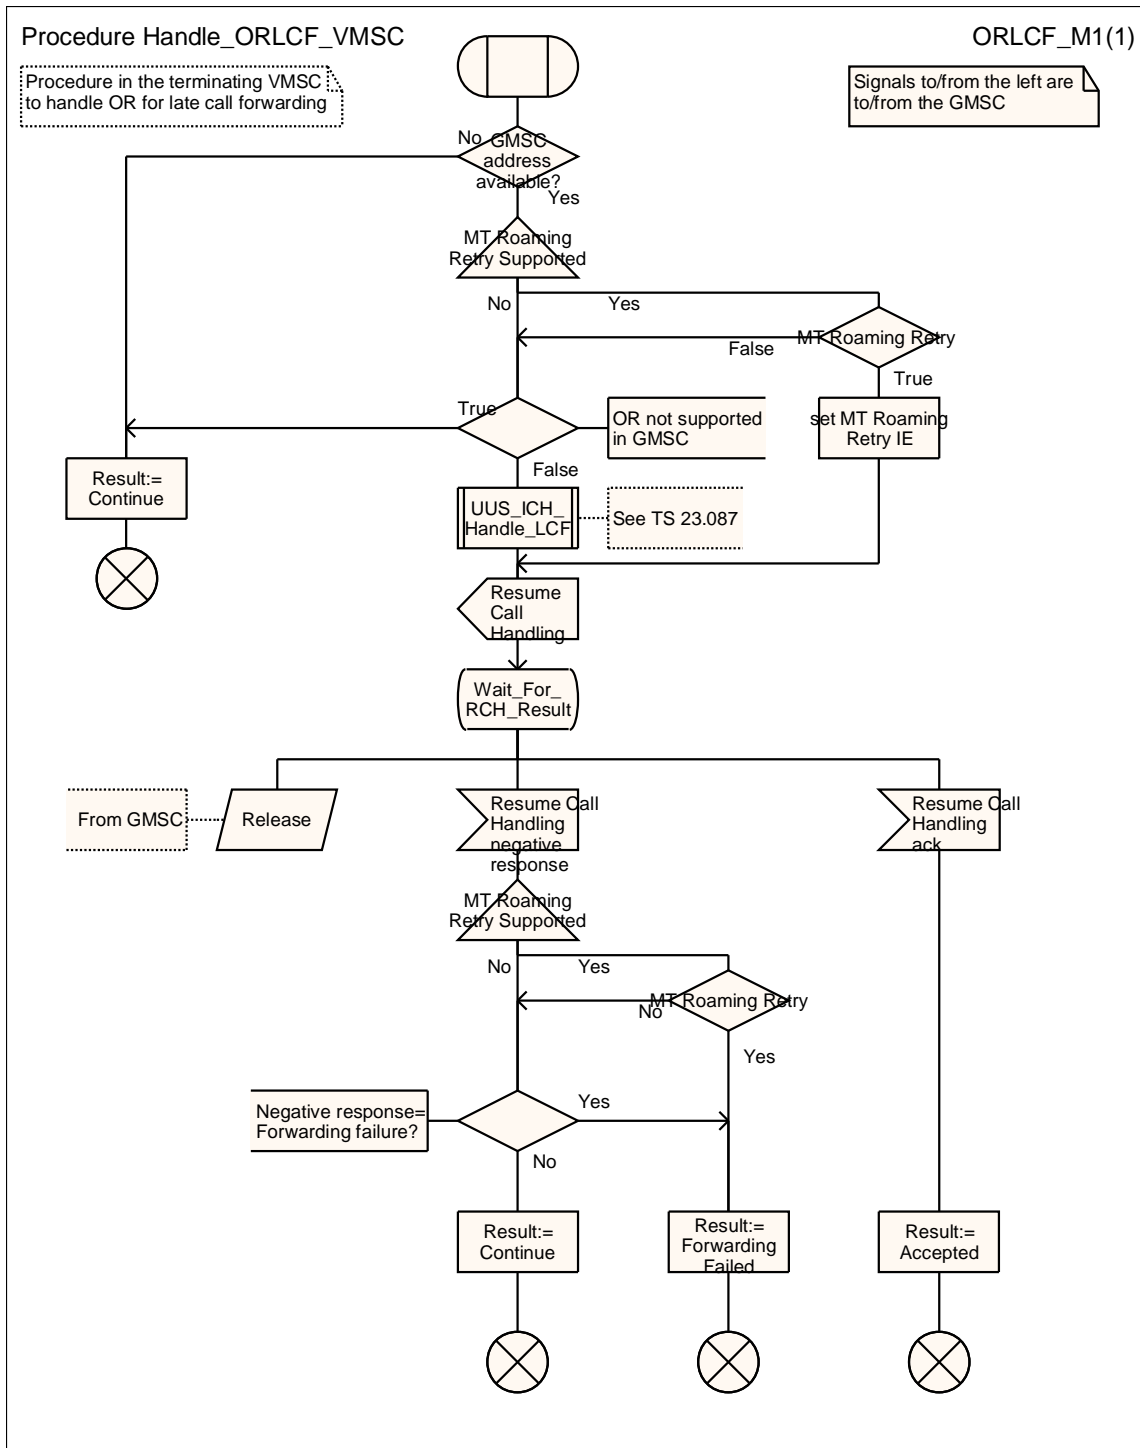 Procedure Handle_ORLCF_VMSC
ORLCF_M1(1)
Procedure in the terminating VMSC
to handle OR for late call forwarding
Signals to/from the left are
to/from the GMSC
No
GMSC
address
available?
Yes
MT Roaming
Retry Supported
No
Yes
MT Roaming Retry
False
True
True
OR not supported
in GMSC
set MT Roaming
Retry IE
False
Result:=
Continue
UUS_ICH_
Handle_LCF
See TS 23.087
Resume
Call
Handling
Wait_For_
RCH_Result
From GMSC
Release
Resume Call
Handling
negative
response
Resume Call
Handling
ack
MT Roaming
Retry Supported
No
Yes
MT Roaming Retry
No
Yes
Negative response=
Forwarding failure?
Yes
No
Result:=
Continue
Result:=
Forwarding
Failed
Result:=
Accepted